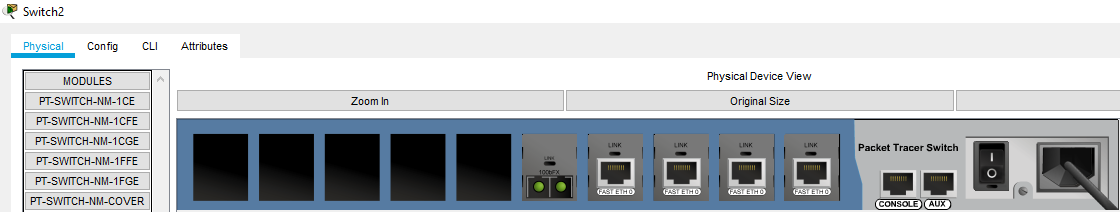 Switch2
Physical Config CLI Attributes
MODULES
PT-SWITCH-NM-1CE
PT-SWITCH-NM-1CFE
PT-SWITCH-NM-1CGE
PT-SWITCH-NM-1FFE
PT-SWITCH-NM-1FGE
PT-SWITCH-NM-COVER
Physical Device View
Zoom In Original Size
LINK LINK LINK LINK LINK
100bFX
FAST ETH 0 FAST ETH 0 FAST ETH 0 FAST ETH 0
Packet Tracer Switch
CONSOLE AUX
I
O